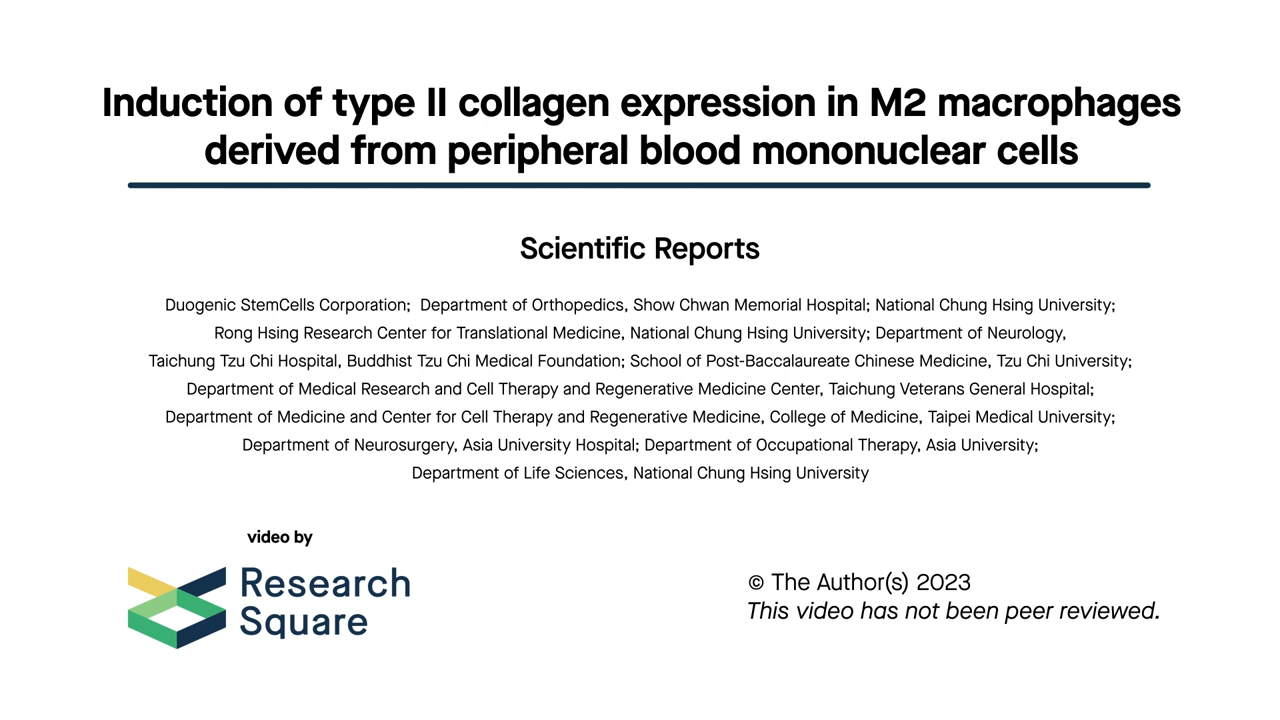 Induction of type II collagen expression in M2 macrophages
derived from peripheral blood mononuclear cells
Scientific Reports
Duogenic StemCells Corporation;  Department of Orthopedics, Show Chwan Memorial Hospital; National Chung Hsing University;
Rong Hsing Research Center for Translational Medicine, National Chung Hsing University; Department of Neurology,
Taichung Tzu Chi Hospital, Buddhist Tzu Chi Medical Foundation; School of Post-Baccalaureate Chinese Medicine, Tzu Chi University;
Department of Medical Research and Cell Therapy and Regenerative Medicine Center, Taichung Veterans General Hospital;
Department of Medicine and Center for Cell Therapy and Regenerative Medicine, College of Medicine, Taipei Medical University;
Department of Neurosurgery, Asia University Hospital; Department of Occupational Therapy, Asia University;
Department of Life Sciences, National Chung Hsing University
video by
Research
Square
© The Author(s) 2023
This video has not been peer reviewed.